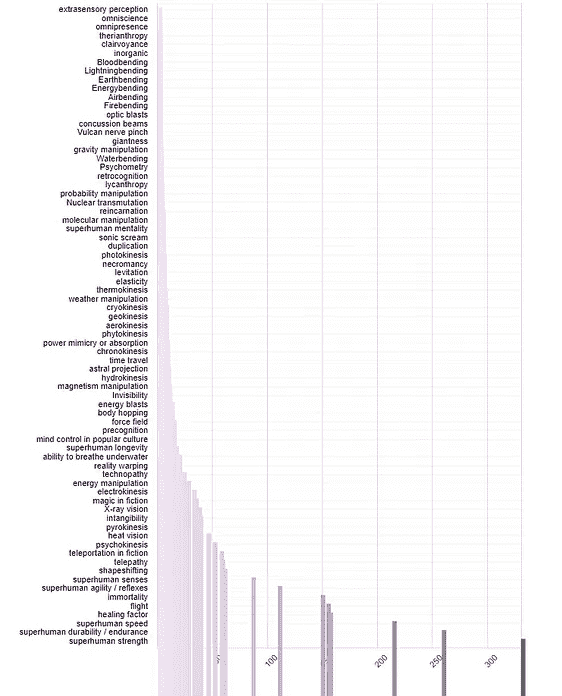 extrasensory perception
omniscience
omnipresence
therianthropy
clairvoyance
inorganic
Bloodbending
Lightningbending
Earthbending
Energybending
Airbending
Firebending
optic blasts
concussion beams
Vulcan nerve pinch
giantness
gravity manipulation
Waterbending
Psychometry
retrocognition
lycanthropy
probability manipulation
Nuclear transmutation
reincarnation
molecular manipulation
superhuman mentality
sonic scream
duplication
photokinesis
necromancy
levitation
elasticity
thermokinesis
weather manipulation
cryokinesis
geokinesis
aerokinesis
phytokinesis
power mimicry or absorption
chronokinesis
time travel
astral projection
hydrokinesis
magnetism manipulation
Invisibility
energy blasts
body hopping
force field
precognition
mind control in popular culture
superhuman longevity
ability to breathe underwater
reality warping
technopathy
energy manipulation
electrokinesis
magic in fiction
X-ray vision
intangibility
pyrokinesis
heat vision
psychokinesis
teleportation in fiction
telepathy
shapeshifting
superhuman senses
superhuman agility / reflexes
immortality
flight
healing factor
superhuman speed
superhuman durability / endurance
superhuman strength
100
200
250
300